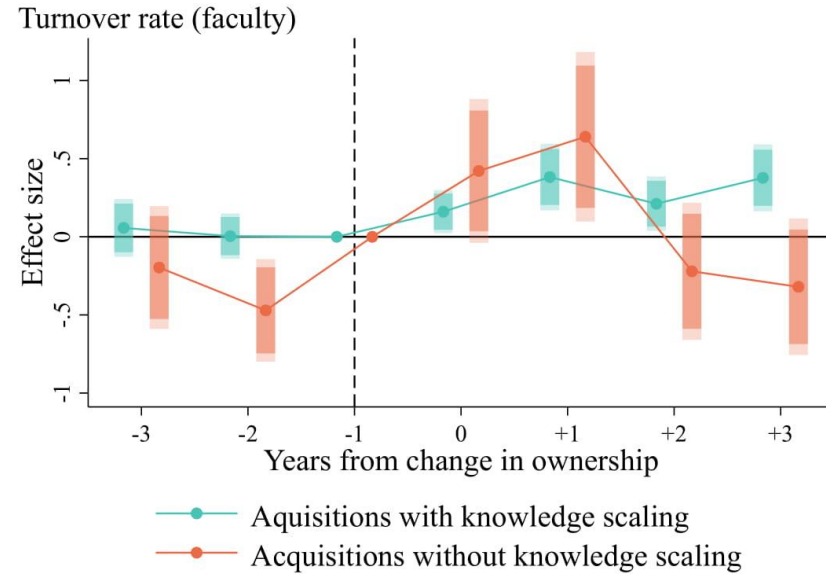 Turnover rate (faculty)
Effect size
1
.5
0
-.5
-1
-3 -2 -1 0 +1 +2 +3
Years from change in ownership
Aquisitions with knowledge scaling
Acquisitions without knowledge scaling